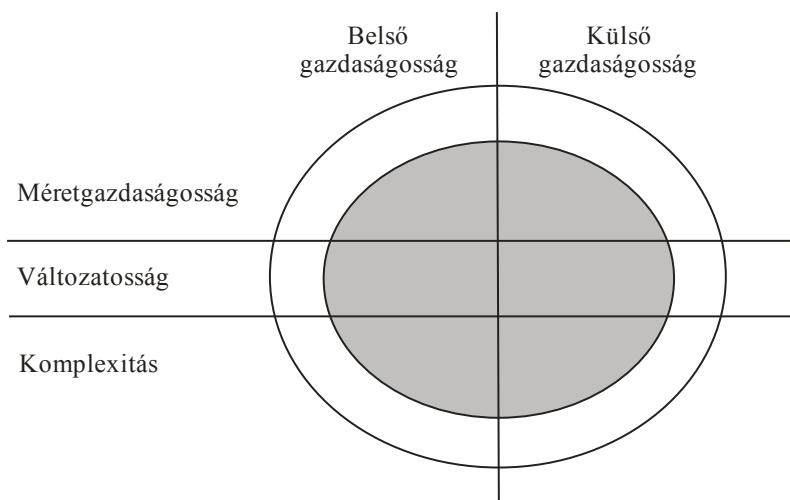 Belső
gazdaságosság
Külső
gazdaságosság
Méretgazdaságosság
Változatosság
Komplexitás